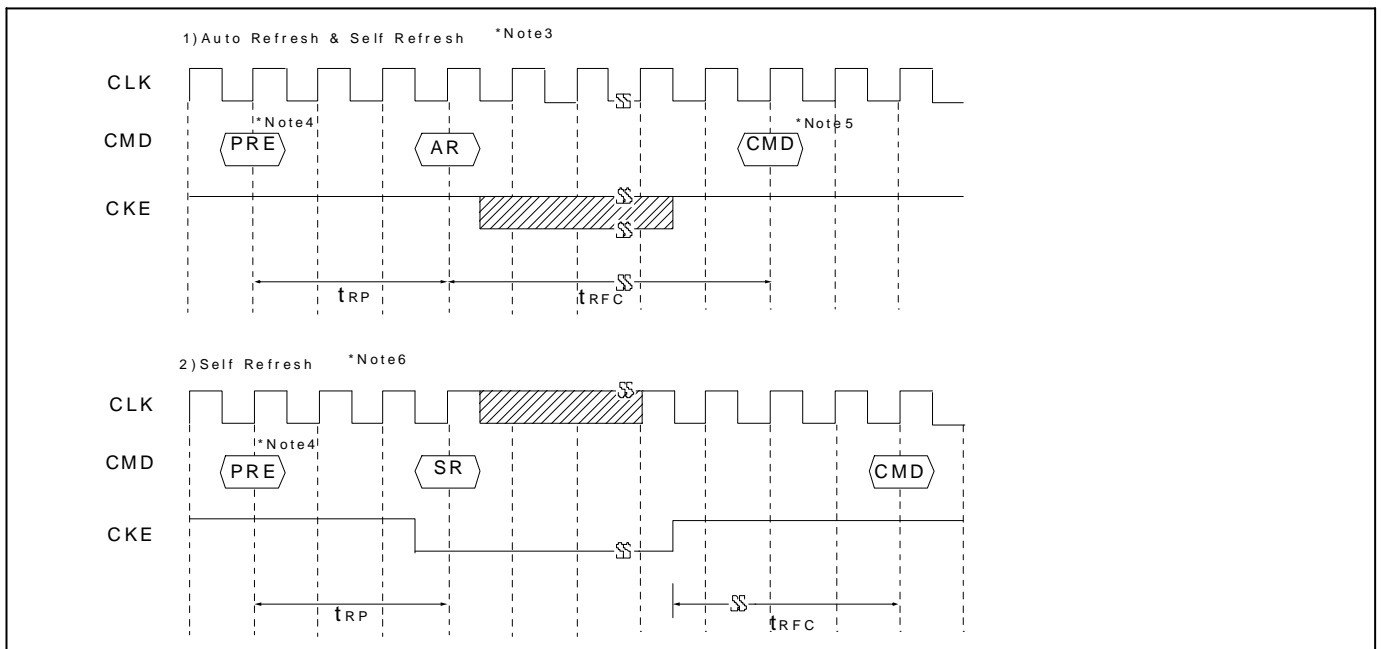 1)Auto Refresh & Self Refresh *Note3
CLK
*Note4 *Note5
CMD PRE AR CMD
CKE
tRP tRFC
2)Self Refresh *Note6
CLK
*Note4
CMD PRE SR CMD
CKE
tRP tRFC